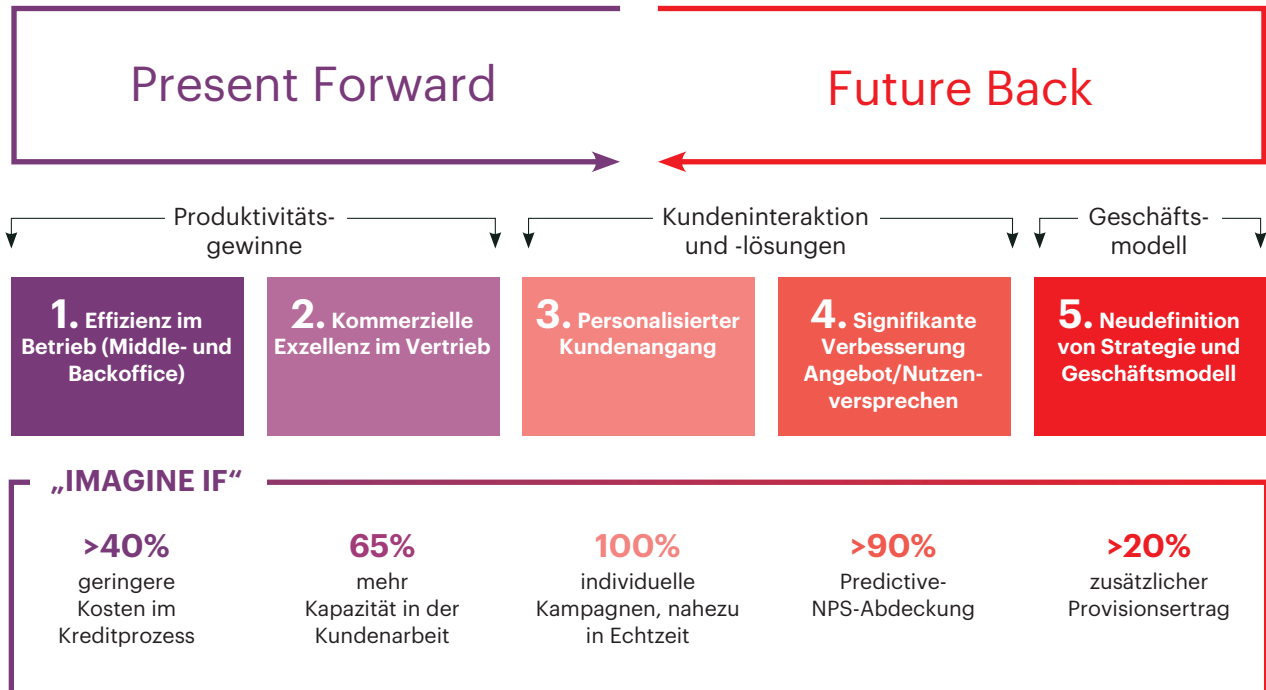 Present Forward
Future Back
Produktivitäts-
gewinne
Kundeninteraktion
und -lösungen
Geschäfts-
modell
1. Effizienz im
Betrieb (Middle- und
Backoffice)
2. Kommerzielle
Exzellenz im Vertrieb
3. Personalisierter
Kundenangang
4. Signifikante
Verbesserung
Angebot/Nutzen-
versprechen
5. Neudefinition
von Strategie und
Geschäftsmodell
„IMAGINE IF“
>40%
geringere
Kosten im
Kreditprozess
65%
mehr
Kapazität in der
Kundenarbeit
100%
individuelle
Kampagnen, nahezu
in Echtzeit
>90%
Predictive-
NPS-Abdeckung
>20%
zusätzlicher
Provisionsertrag